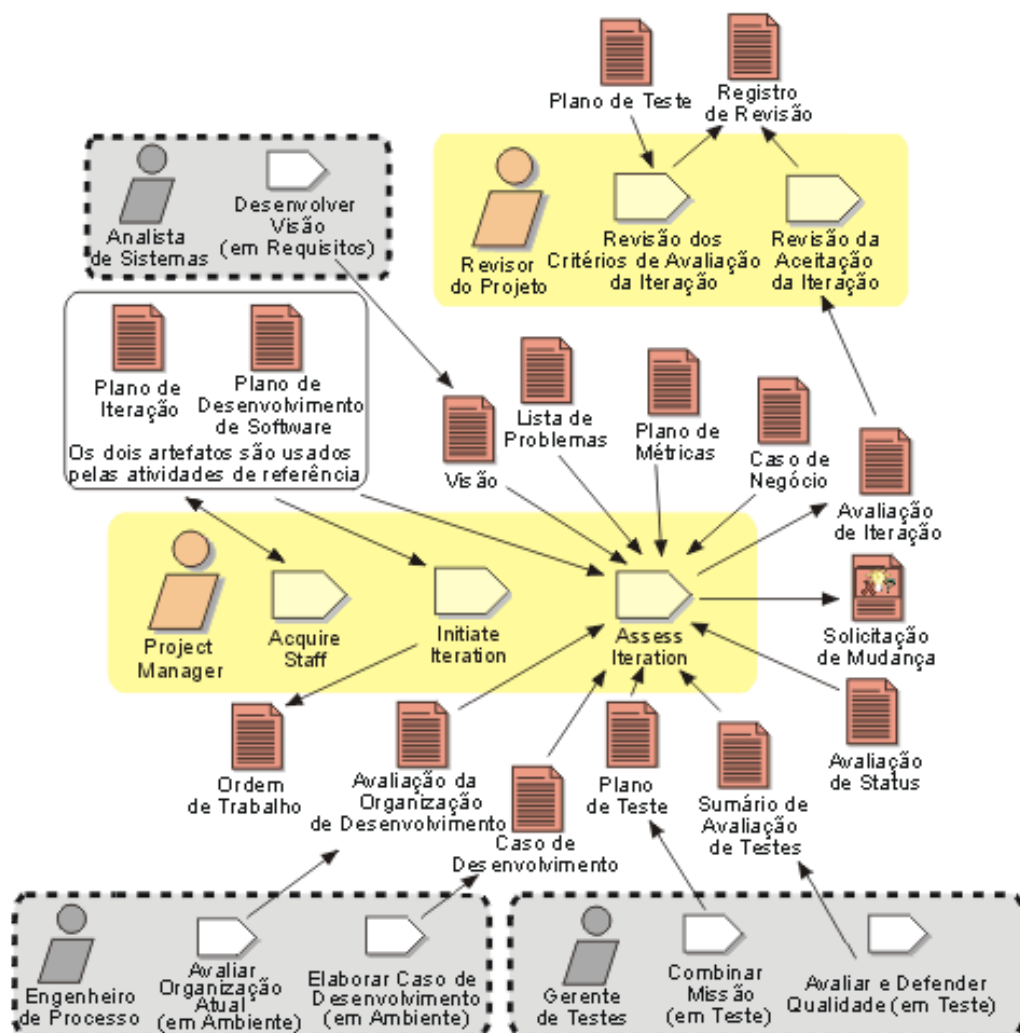 Plano de Teste
Registro
de Revisão
Analista
de Sistemas
Desenvolver
Visão
(em Requisitos)
Revisor
do Projeto
Revisão dos
Critérios de Avaliação
da Iteração
Revisão da
Aceitação
da Iteração
Plano de
Iteração
Plano de
Desenvolvimento
de Software
Os dois artefatos são usados
pelas atividades de referência
Visão
Lista de
Problemas
Plano de
Métricas
Caso de
Negócio
Avaliação
de Iteração
Project
Manager
Acquire
Staff
Initiate
Iteration
Assess
Iteration
Solicitação
de Mudança
Ordem
de Trabalho
Avaliação da
Organização
de Desenvolvimento
Caso de
Desenvolvimento
Plano
de Teste
Sumário de
Avaliação
de Testes
Avaliação
de Status
Engenheiro
de Processo
Avaliar
Organização
Atual
(em Ambiente)
Elaborar Caso de
Desenvolvimento
(em Ambiente)
Gerente
de Testes
Combinar
Missão
(em Teste)
Avaliar e Defender
Qualidade (em Teste)